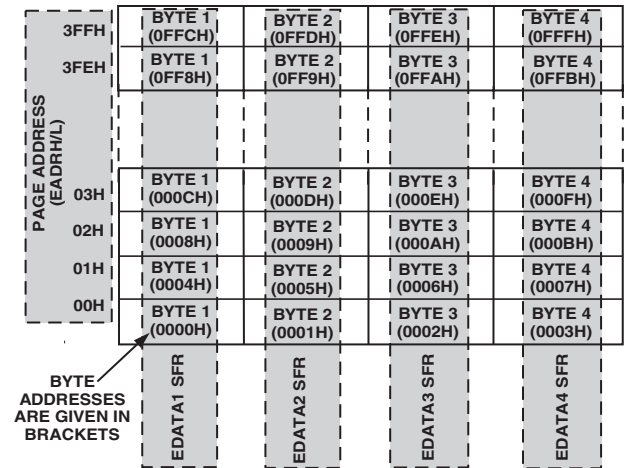 3FFH
BYTE 1 BYTE 2 BYTE 3 BYTE 4
(0FFCH) (0FFDH) (0FFEH) (0FFFH)
3FEH
BYTE 1 BYTE 2 BYTE 3 BYTE 4
(0FF8H) (0FF9H) (0FFAH) (0FFBH)
PAGE ADDRESS
(EADRH/L)
03H
BYTE 1 BYTE 2 BYTE 3 BYTE 4
(000CH) (000DH) (000EH) (000FH)
02H
BYTE 1 BYTE 2 BYTE 3 BYTE 4
(0008H) (0009H) (000AH) (000BH)
01H
BYTE 1 BYTE 2 BYTE 3 BYTE 4
(0004H) (0005H) (0006H) (0007H)
00H
BYTE 1 BYTE 2 BYTE 3 BYTE 4
(0000H) (0001H) (0002H) (0003H)
BYTE
ADDRESSES
ARE GIVEN IN
BRACKETS
EDATA1 SFR
EDATA2 SFR
EDATA3 SFR
EDATA4 SFR